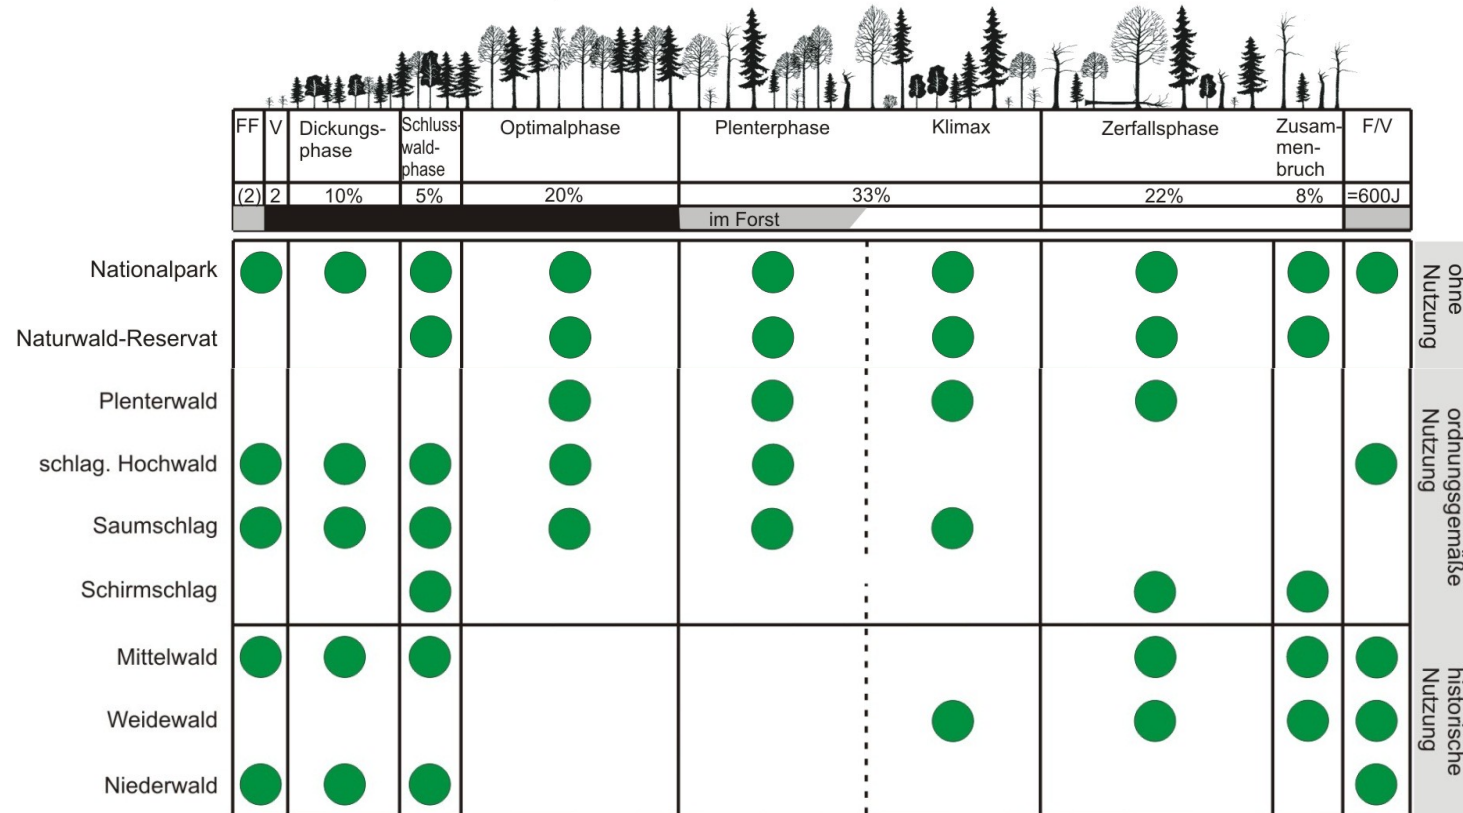 FF V Dickungs-
phase
Schluss-
wald-
phase
Optimalphase
Plenterphase
Klimax
Zerfallsphase
Zusam-
men-
bruch
F/V
(2) 2 10% 5% 20% 33% 22% 8% =600J
im Forst
Nationalpark
Naturwald-Reservat
Plenterwald
schlag. Hochwald
Saumschlag
Schirmschlag
Mittelwald
Weidewald
Niederwald
ohne
Nutzung
ordnungsgemäße
Nutzung
historische
Nutzung